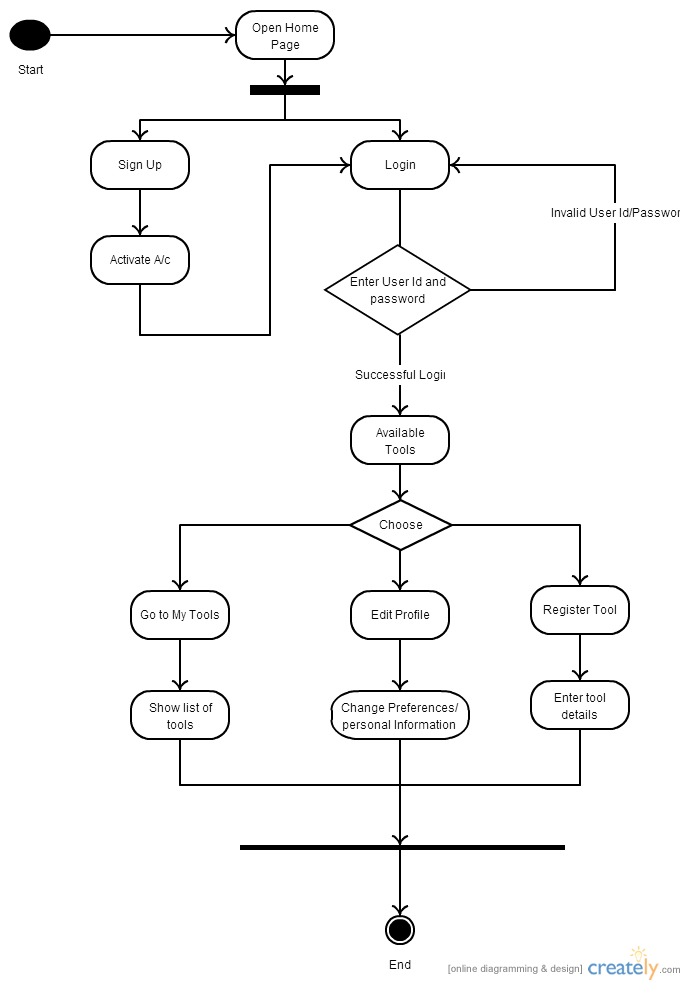 Open Home
Page
Start
Sign Up
Login
Invalid User Id/Passwor
Activate A/c
Enter User Id and
password
Successful Login
Available
Tools
Choose
Go to My Tools
Edit Profile
Register Tool
Show list of
tools
Change Preferences/
personal Information
Enter tool
details
End
[online diagramming & design]
creately.com